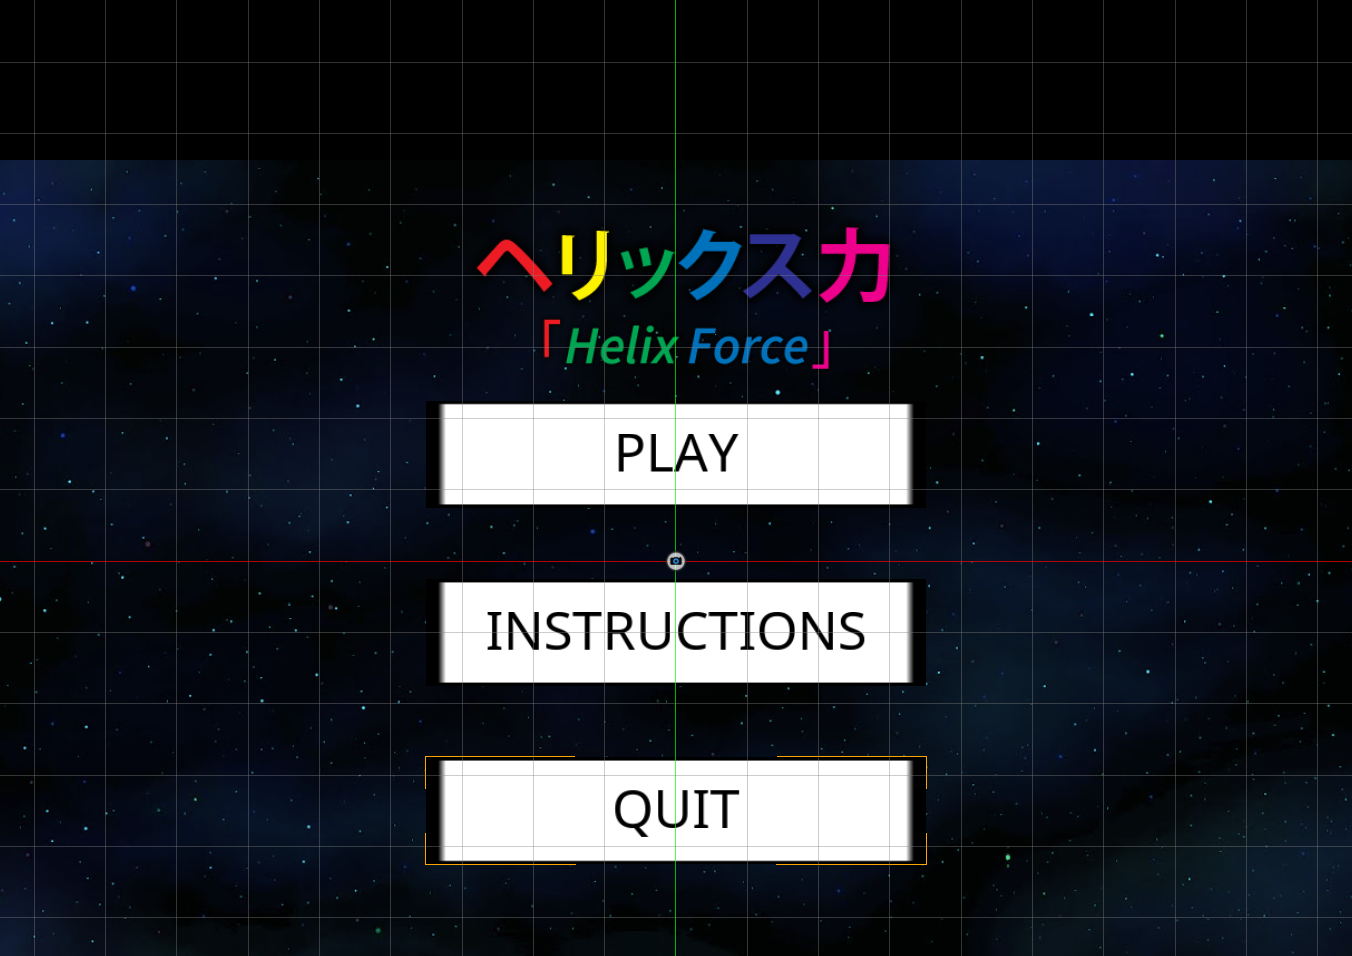 ヘリックス力
「Helix Force」
PLAY
INSTRUCTIONS
QUIT